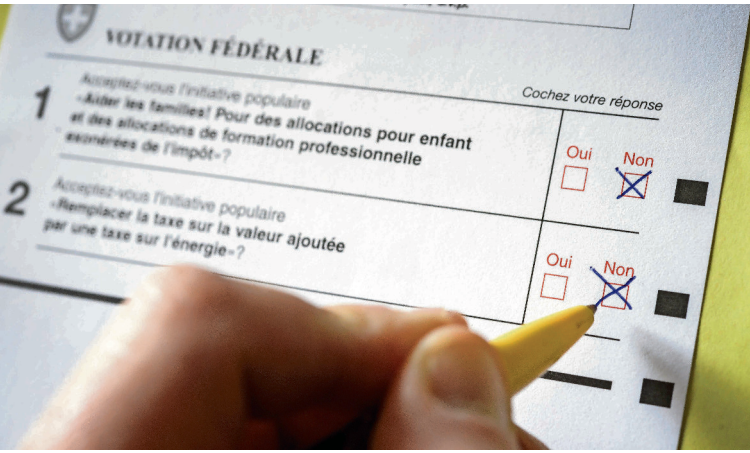 VOTATION FÉDÉRALE
Cochez votre réponse
1
Acceptez-vous l'initiative populaire
«Aider les familles! Pour des allocations pour enfant
et des allocations de formation professionnelle
exonérées de l'impôt»?
Oui Non
2
Acceptez-vous l'initiative populaire
«Remplacer la taxe sur la valeur ajoutée
par une taxe sur l'énergie»?
Oui Non